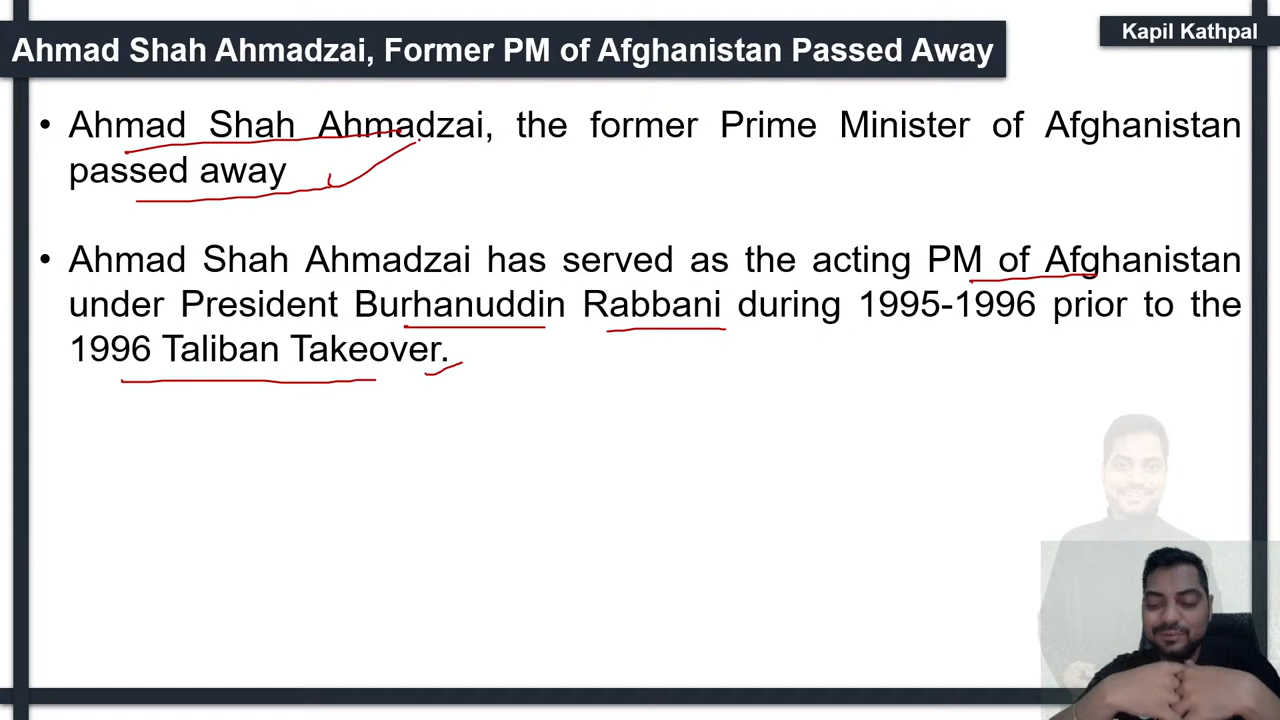 Ahmad Shah Ahmadzai, Former PM of Afghanistan Passed Away
Kapil Kathpal
• Ahmad Shah Ahmadzai, the former Prime Minister of Afghanistan
passed away
• Ahmad Shah Ahmadzai has served as the acting PM of Afghanistan
under President Burhanuddin Rabbani during 1995-1996 prior to the
1996 Taliban Takeover.